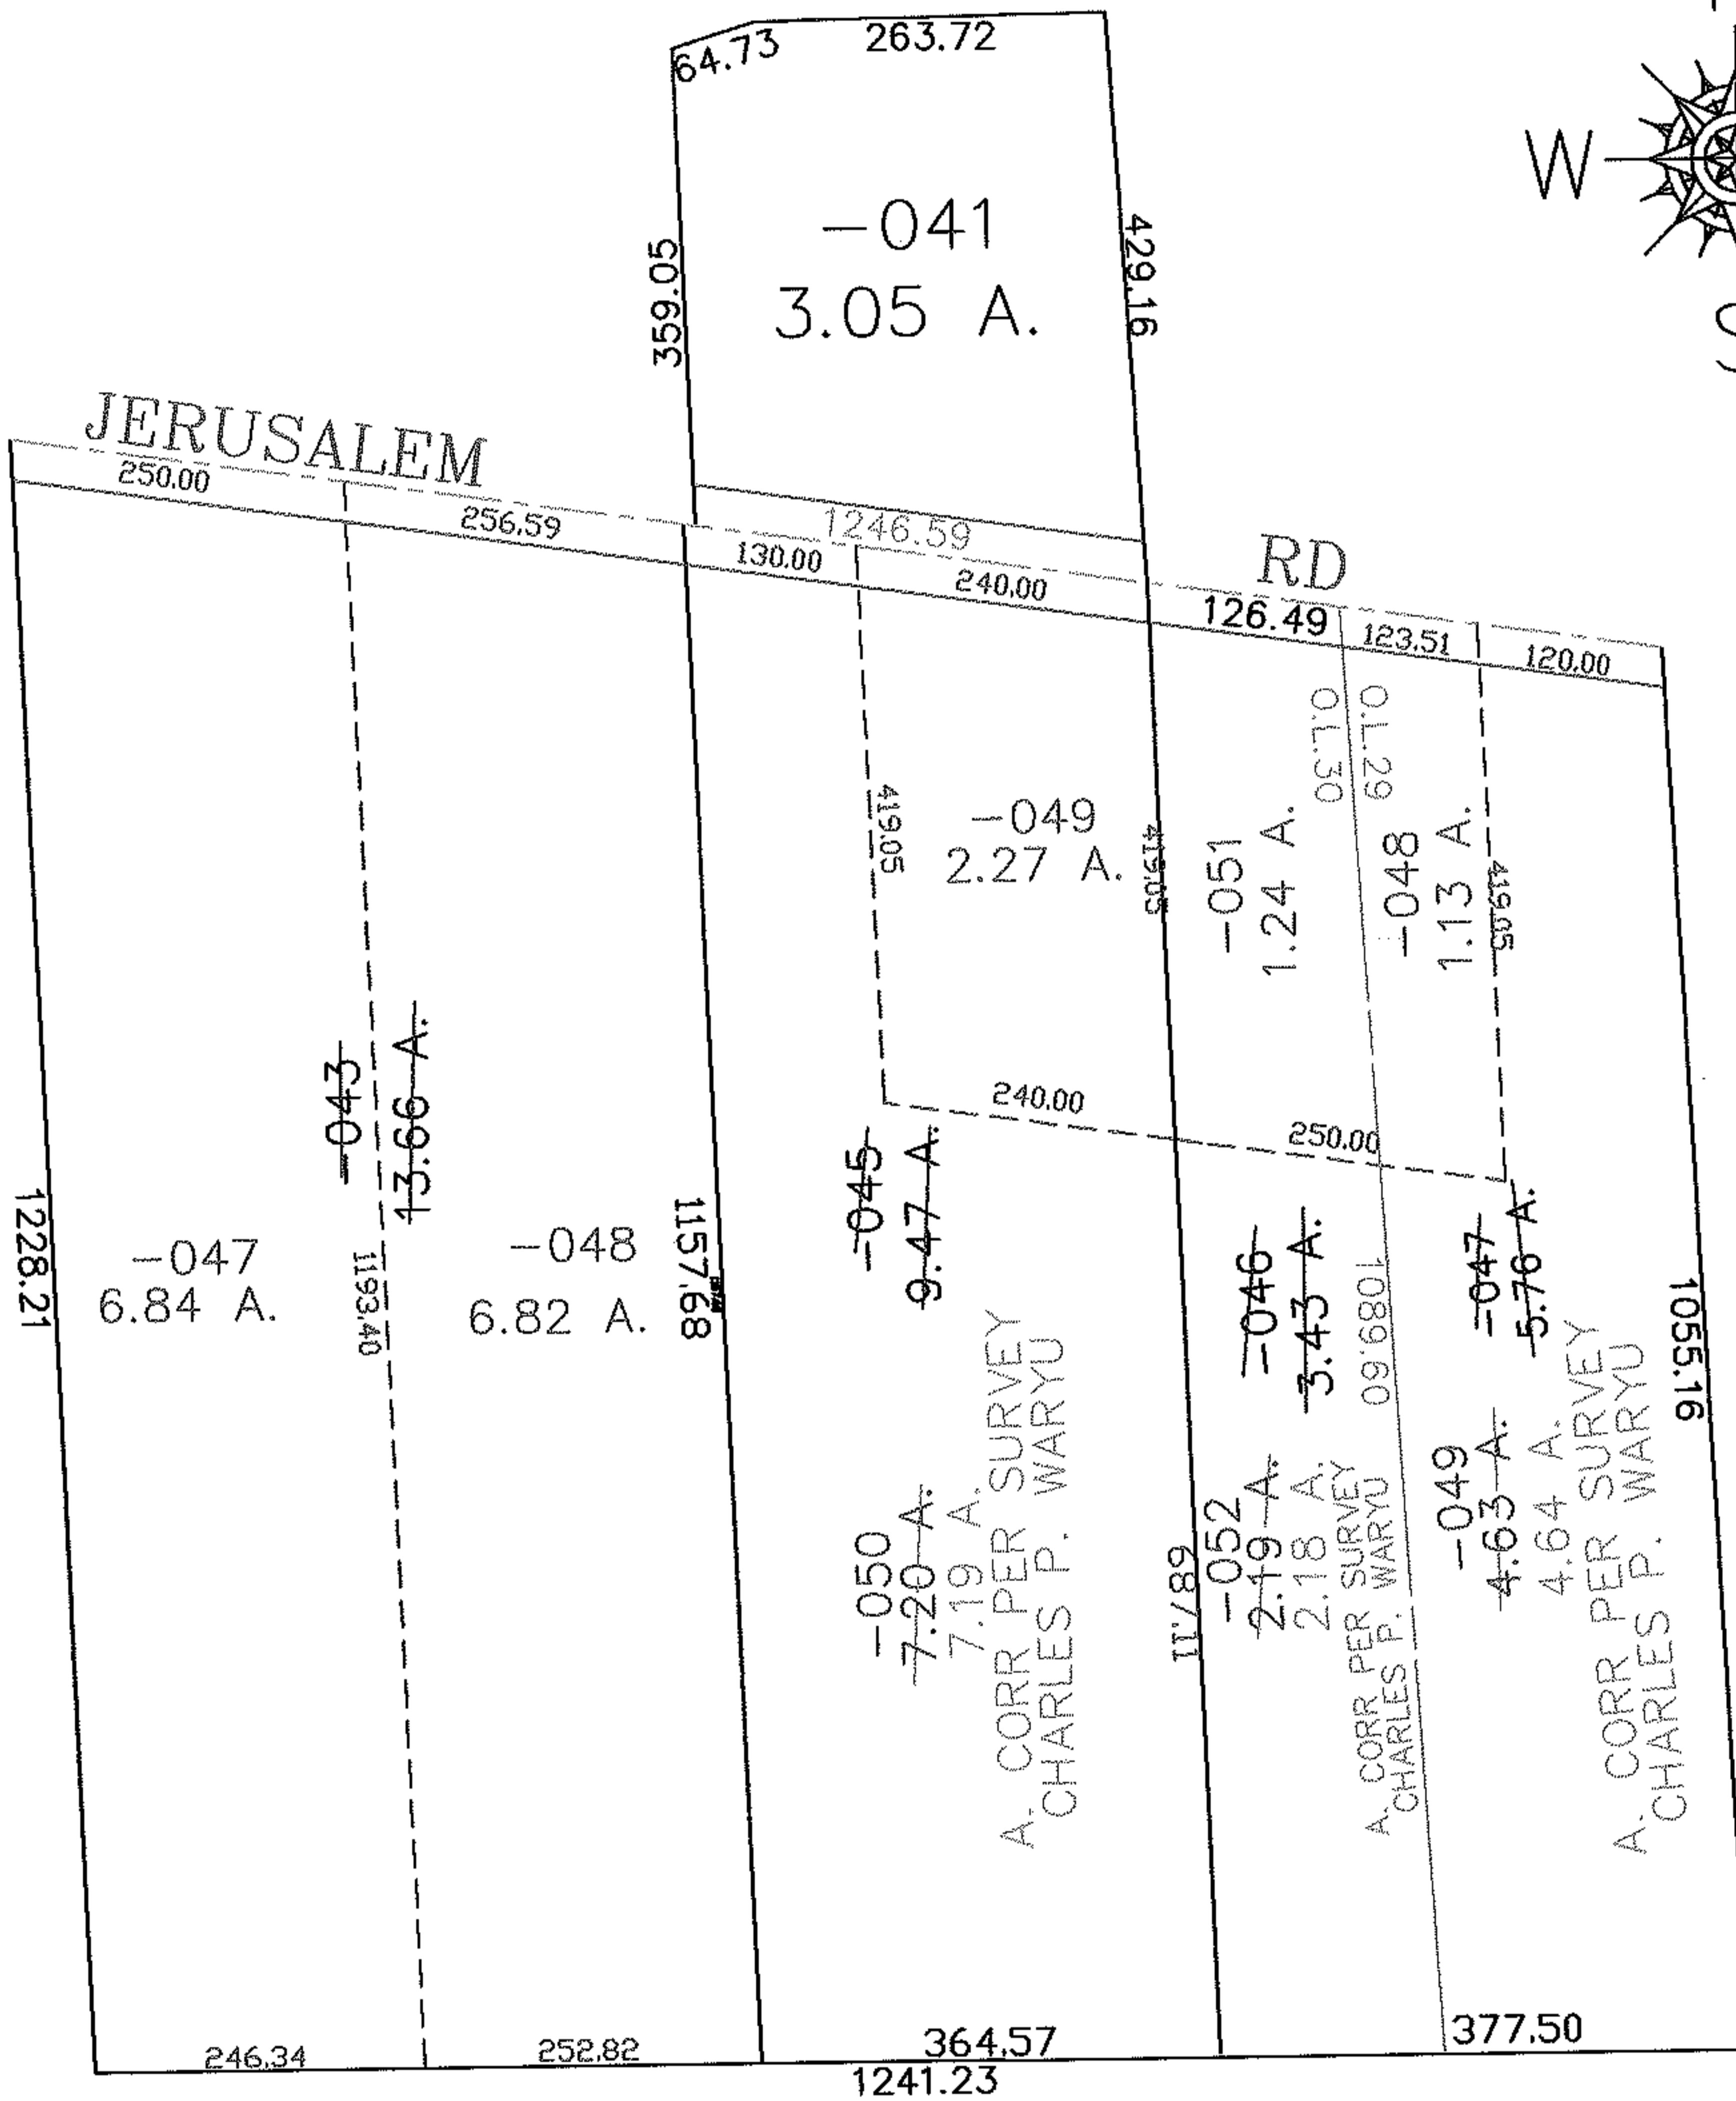 64.73
263.72
W
-041
3.05 A.
359.05
429.16
JERUSALEM
RD
250.00
256.59
1246.59
130.00
240.00
126.49
123.51
120.00
O.L.30
O.L.29
419.05
-049
2.27 A.
419.05
-051
1.24 A.
-048
1.13 A.
419.05
-043
13.66 A.
240.00
250.00
-045
9.47 A.
-046
3.43 A.
-047
5.76 A.
1228.21
-047
6.84 A.
1193.40
-048
6.82 A.
1157.68
1089.60
1055.16
-050
7.20 A.
7.19 A.
A. CORR PER SURVEY
CHARLES P. WARYU
687.11
-052
2.19 A.
2.18 A.
A. CORR PER SURVEY
CHARLES P. WARYU
-049
4.63 A.
4.64 A.
A. CORR PER SURVEY
CHARLES P. WARYU
246.34
252.82
364.57
377.50
1241.23